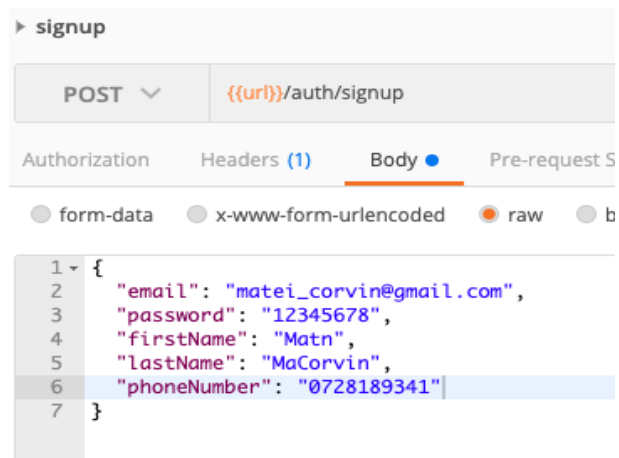 signup
POST {{url}}/auth/signup
Authorization Headers (1) Body Pre-request S
form-data x-www-form-urlencoded raw b
1 {
2 "email": "matei_corvin@gmail.com",
3 "password": "12345678",
4 "firstName": "Matn",
5 "lastName": "MaCorvin",
6 "phoneNumber": "0728189341"
7 }